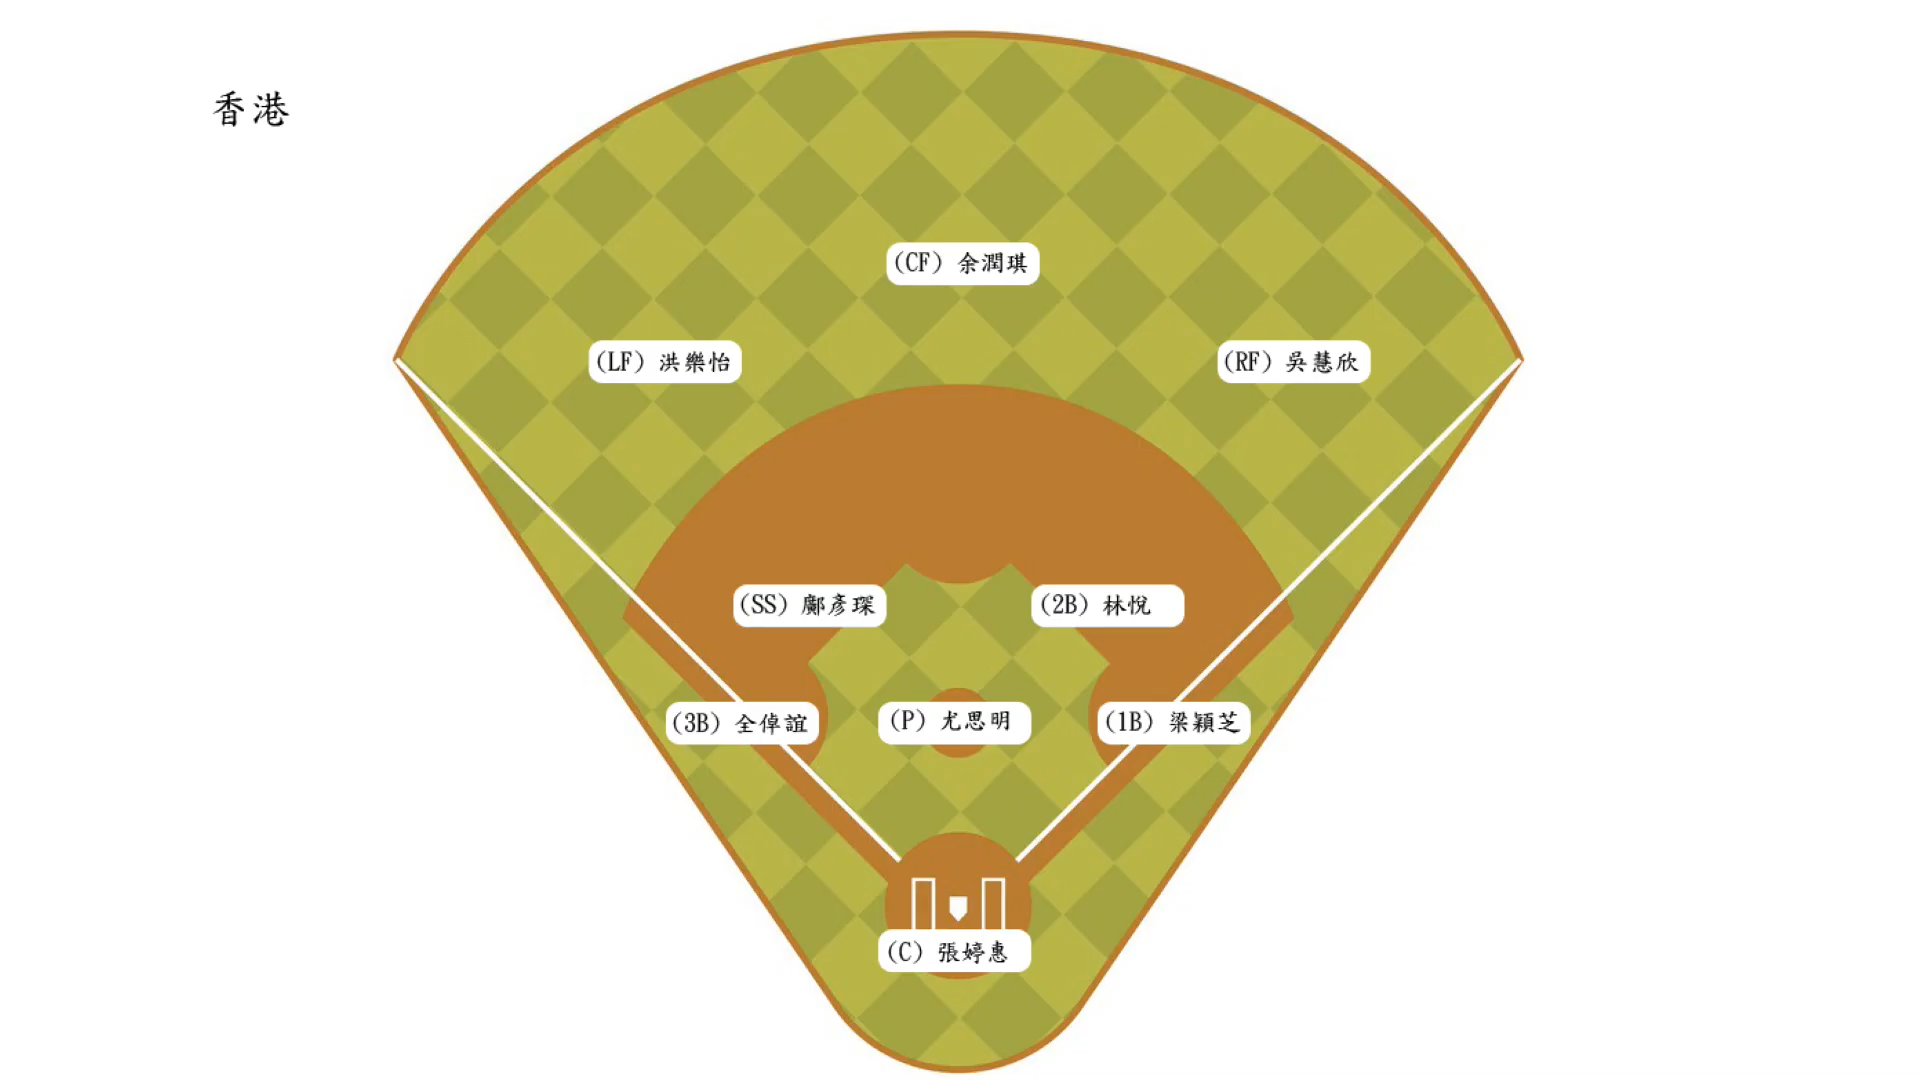 香港
(CF) 余潤琪
(LF) 洪樂怡
(RF) 吳慧欣
(SS) 鄺彥琛
(2B) 林悅
(3B) 全倬誼
(P) 尤思明
(1B) 梁穎芝
(C) 張婷惠